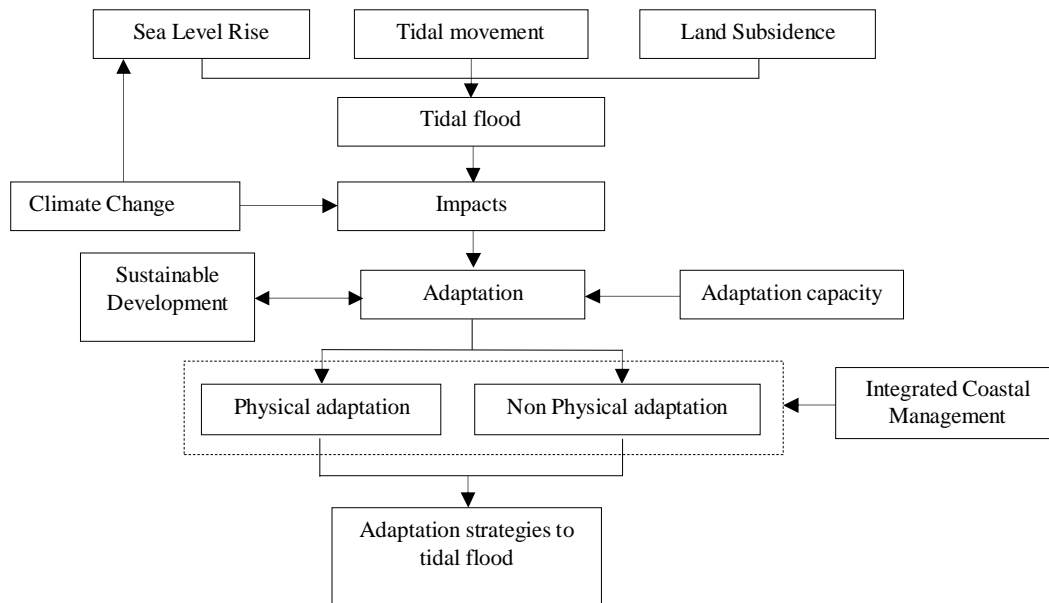 Sea Level Rise
Tidal movement
Land Subsidence
Tidal flood
Climate Change
Impacts
Sustainable
Development
Adaptation
Adaptation capacity
Physical adaptation
Non Physical adaptation
Integrated Coastal
Management
Adaptation strategies to
tidal flood